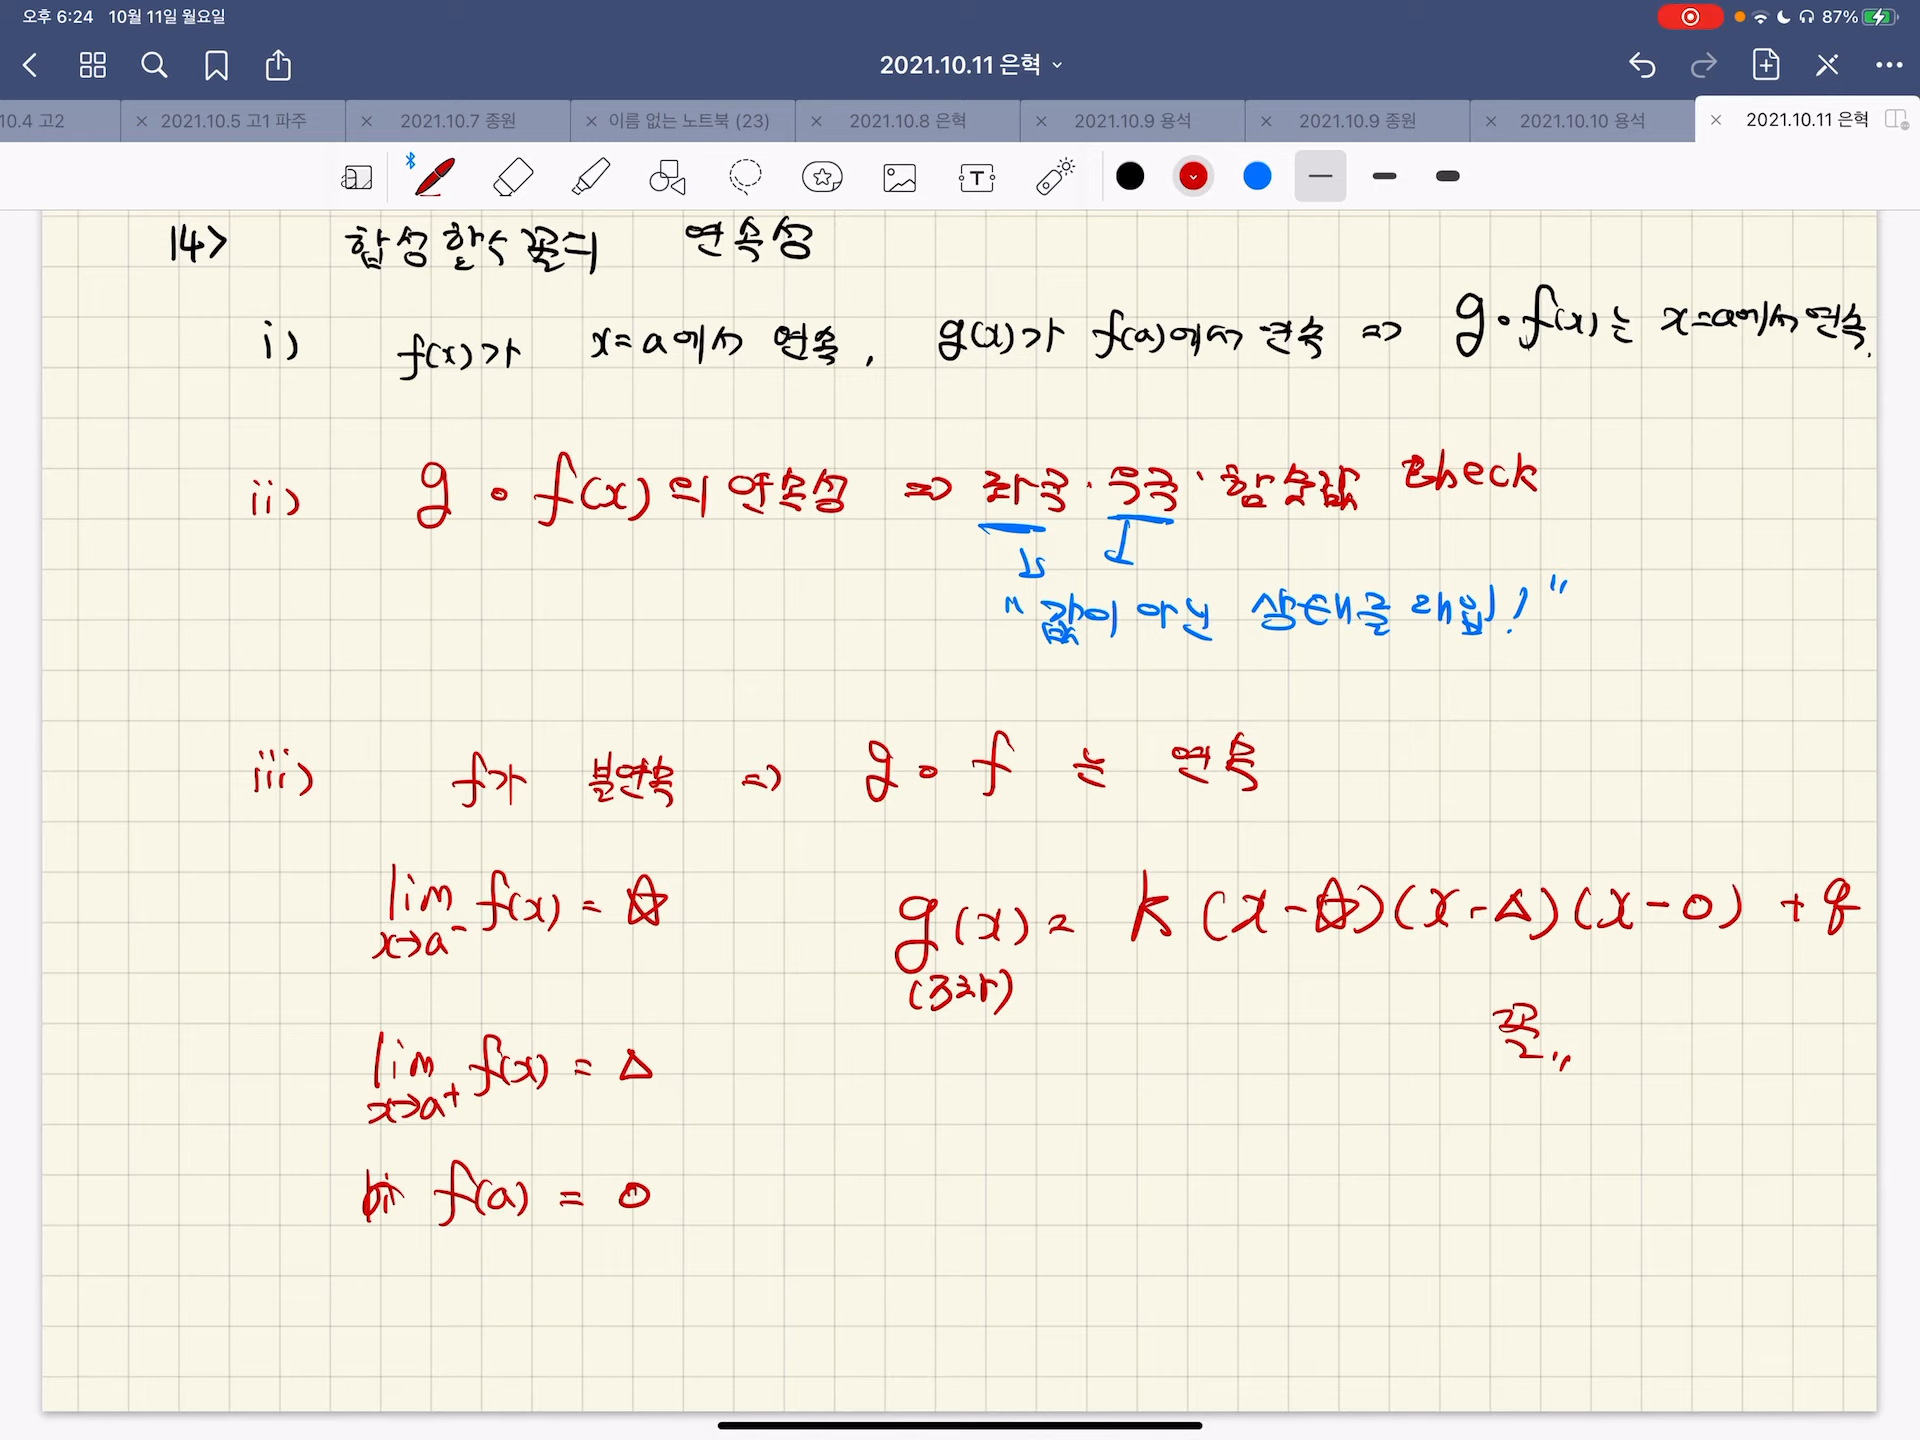 오후 6:24 10월 11일 월요일 87%
2021.10.11 은혁
10.4 고2 2021.10.5 고1 파주 2021.10.7 종원 이름 없는 노트북 (23) 2021.10.8 은혁 2021.10.9 용석 2021.10.9 종원 2021.10.10 용석 2021.10.11 은혁
14> 합성함수꼴의 연속성
i) f(x)가 x=a에서 연속, g(x)가 f(a)에서 연속 => g∘f(x)는 x=a에서 연속.
ii) g∘f(x)의 연속성 => 좌극·우극·함숫값 check
"값이 아닌 상태를 대입!"
iii) f가 불연속 => g∘f 는 연속
lim x→a⁻ f(x) = ☆ g(x) = k(x-☆)(x-△)(x-○) + q
(3차)
꼴〃
lim x→a⁺ f(x) = △
f(a) = ○